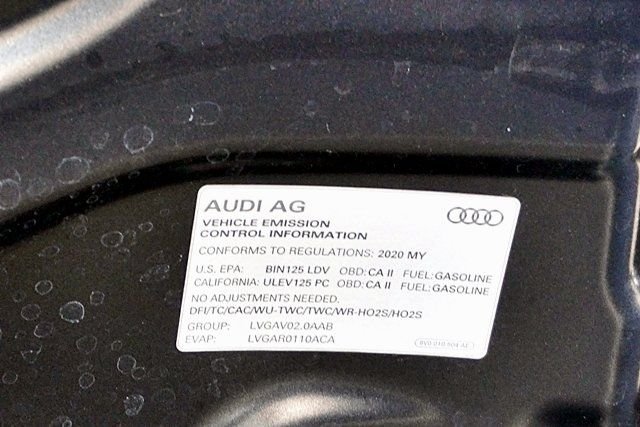 AUDI AG
VEHICLE EMISSION
CONTROL INFORMATION
CONFORMS TO REGULATIONS: 2020 MY
U.S. EPA: BIN125 LDV OBD: CA II FUEL: GASOLINE
CALIFORNIA: ULEV125 PC OBD: CA II FUEL: GASOLINE
NO ADJUSTMENTS NEEDED.
DFI/TC/CAC/WU-TWC/TWC/WR-HO2S/HO2S
GROUP: LVGAV02.0AAB
EVAP: LVGAR0110ACA